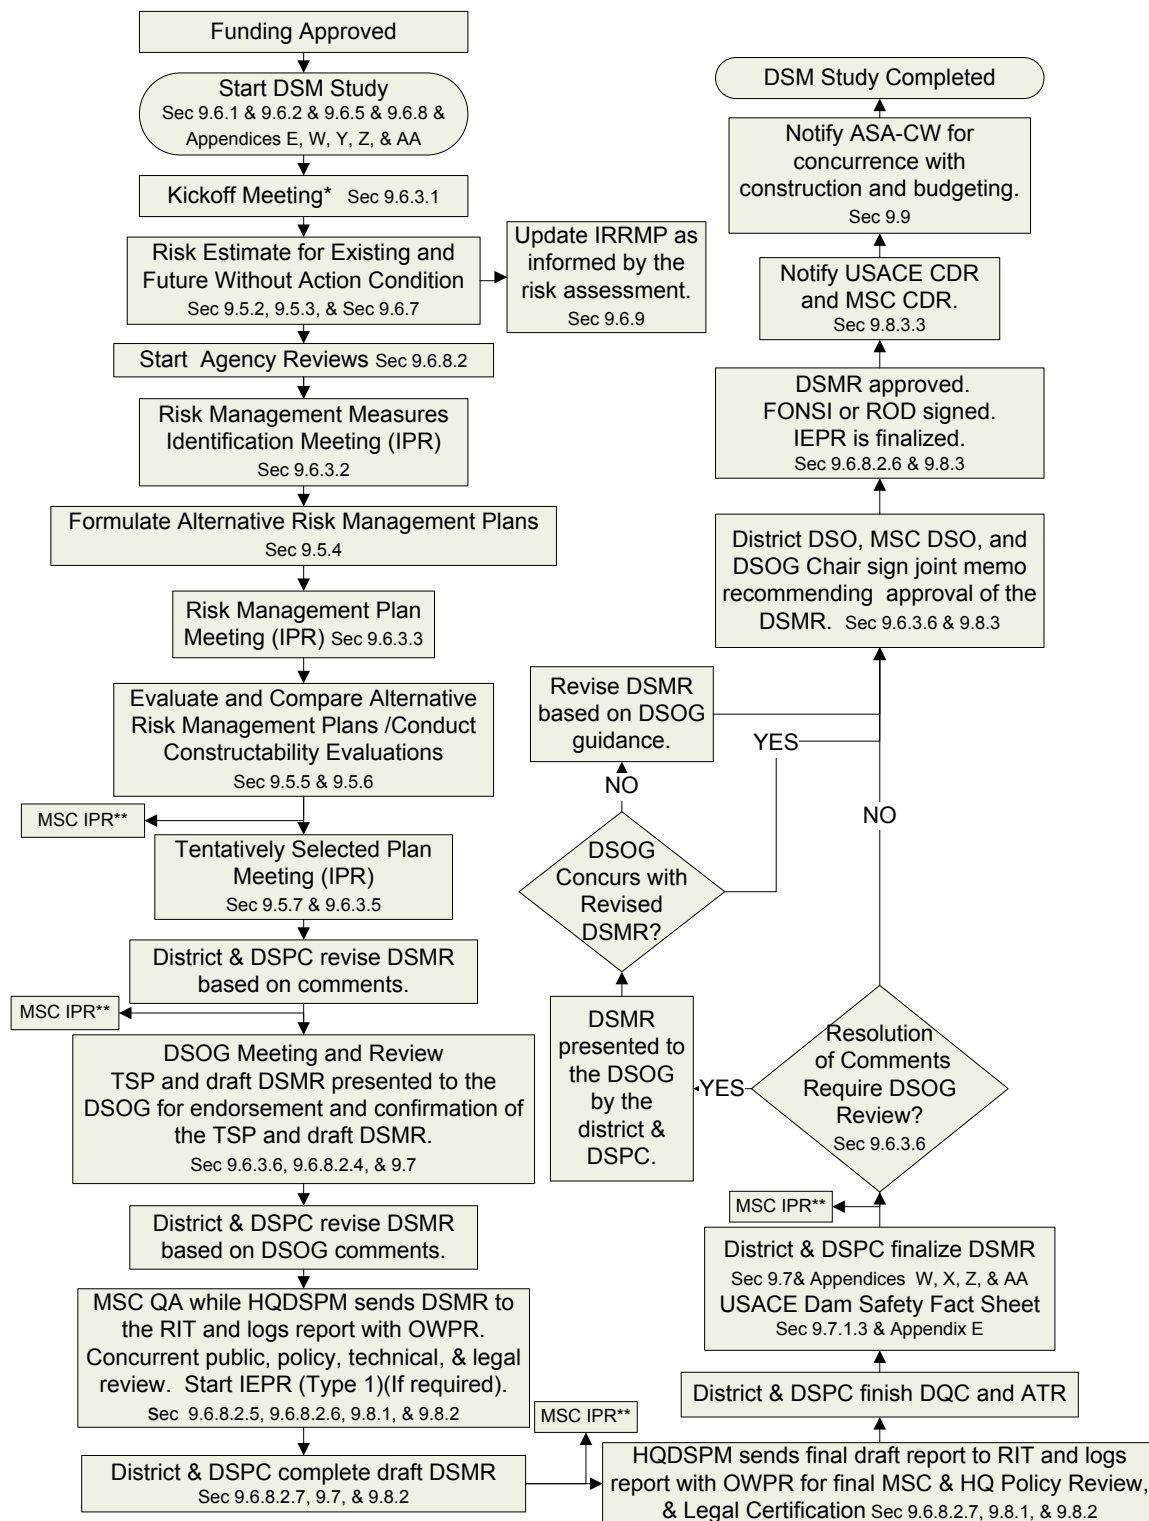 Funding Approved
Start DSM Study
Sec 9.6.1 & 9.6.2 & 9.6.5 & 9.6.8 &
Appendices E, W, Y, Z, & AA
Kickoff Meeting* Sec 9.6.3.1
Risk Estimate for Existing and
Future Without Action Condition
Sec 9.5.2, 9.5.3, & Sec 9.6.7
Update IRRMP as
informed by the
risk assessment.
Sec 9.6.9
Start Agency Reviews Sec 9.6.8.2
Risk Management Measures
Identification Meeting (IPR)
Sec 9.6.3.2
Formulate Alternative Risk Management Plans
Sec 9.5.4
Risk Management Plan
Meeting (IPR) Sec 9.6.3.3
Evaluate and Compare Alternative
Risk Management Plans /Conduct
Constructability Evaluations
Sec 9.5.5 & 9.5.6
MSC IPR**
Tentatively Selected Plan
Meeting (IPR)
Sec 9.5.7 & 9.6.3.5
District & DSPC revise DSMR
based on comments.
MSC IPR**
DSOG Meeting and Review
TSP and draft DSMR presented to the
DSOG for endorsement and confirmation of
the TSP and draft DSMR.
Sec 9.6.3.6, 9.6.8.2.4, & 9.7
District & DSPC revise DSMR
based on DSOG comments.
MSC QA while HQDSPM sends DSMR to
the RIT and logs report with OWPR.
Concurrent public, policy, technical, & legal
review. Start IEPR (Type 1)(If required).
Sec 9.6.8.2.5, 9.6.8.2.6, 9.8.1, & 9.8.2
District & DSPC complete draft DSMR
Sec 9.6.8.2.7, 9.7, & 9.8.2
MSC IPR**
HQDSPM sends final draft report to RIT and logs
report with OWPR for final MSC & HQ Policy Review,
& Legal Certification Sec 9.6.8.2.7, 9.8.1, & 9.8.2
District & DSPC finish DQC and ATR
District & DSPC finalize DSMR
Sec 9.7& Appendices W, X, Z, & AA
USACE Dam Safety Fact Sheet
Sec 9.7.1.3 & Appendix E
MSC IPR**
Resolution
of Comments
Require DSOG
Review?
Sec 9.6.3.6
YES
NO
DSMR
presented to
the DSOG
by the
district &
DSPC.
DSOG
Concurs with
Revised
DSMR?
NO
YES
Revise DSMR
based on DSOG
guidance.
District DSO, MSC DSO, and
DSOG Chair sign joint memo
recommending approval of the
DSMR. Sec 9.6.3.6 & 9.8.3
DSMR approved.
FONSI or ROD signed.
IEPR is finalized.
Sec 9.6.8.2.6 & 9.8.3
Notify USACE CDR
and MSC CDR.
Sec 9.8.3.3
Notify ASA-CW for
concurrence with
construction and budgeting.
Sec 9.9
DSM Study Completed